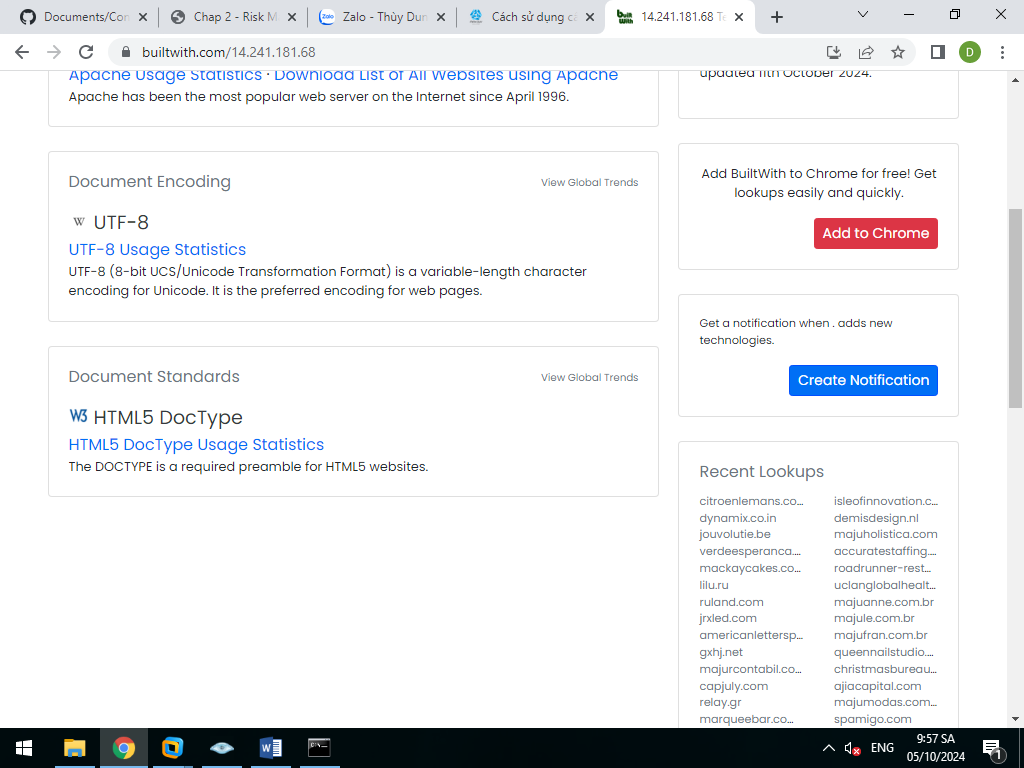 Documents/Con
Chap 2 - Risk M
Zalo - Thùy Dun
Cách sử dụng cá
built with
14.241.181.68 Te
builtwith.com/14.241.181.68
D
Apache Usage Statistics · Download List of All Websites using Apache
Apache has been the most popular web server on the Internet since April 1996.
Document Encoding
View Global Trends
W UTF-8
UTF-8 Usage Statistics
UTF-8 (8-bit UCS/Unicode Transformation Format) is a variable-length character
encoding for Unicode. It is the preferred encoding for web pages.
Document Standards
View Global Trends
W3 HTML5 DocType
HTML5 DocType Usage Statistics
The DOCTYPE is a required preamble for HTML5 websites.
updated 11th October 2024.
Add BuiltWith to Chrome for free! Get
lookups easily and quickly.
Add to Chrome
Get a notification when . adds new
technologies.
Create Notification
Recent Lookups
citroenlemans.co...
isleofinnovation.c...
dynamix.co.in
demisdesign.nl
jouvolutie.be
majuholistica.com
verdeesperanca....
accuratestaffing....
mackaycakes.co...
roadrunner-rest...
lilu.ru
uclanglobalhealt...
ruland.com
majuanne.com.br
jrxled.com
majule.com.br
americanlettersp...
majufran.com.br
gxhj.net
queennailstudio....
majurcontabil.co...
christmasbureau...
capjuly.com
ajiacapital.com
relay.gr
majumodas.com...
marqueebar.co...
spamigo.com
ENG
9:57 SA
05/10/2024
1